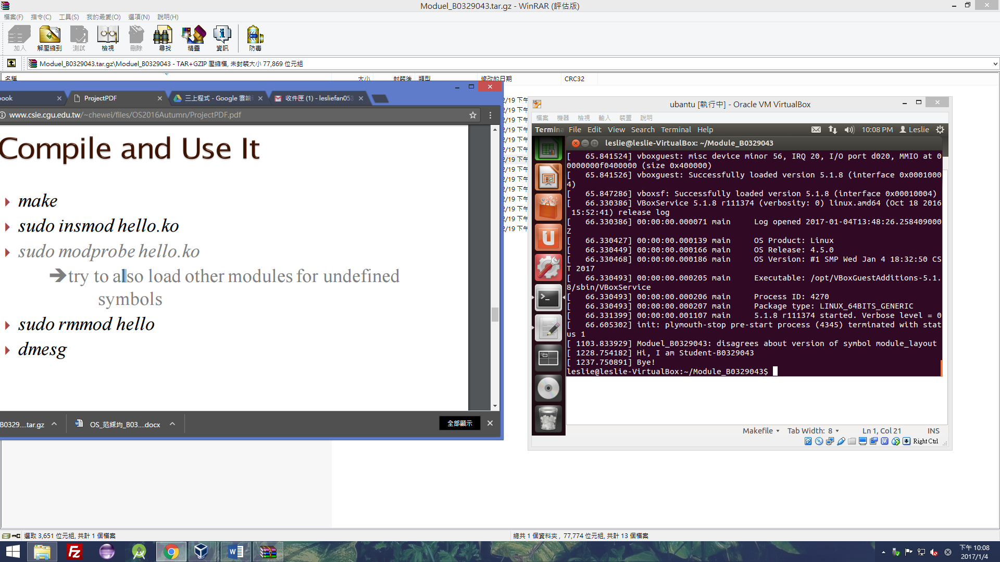 Moduel_B0329043.tar.gz - WinRAR (評估版)
檔案(F) 指令(C) 工具(S) 我的最愛(O) 選項(N) 說明(H)
加入 解壓縮到 測試 檢視 刪除 尋找 精靈 資訊 防毒
Moduel_B0329043.tar.gz\Moduel_B0329043 - TAR+GZIP 壓縮檔, 未封裝大小 77,869 位元組
名稱 大小 封裝後 類型 修改的日期 CRC32
ook ProjectPDF 三上程式 - Google 雲端 收件匣 (1) - lesliefan053
www.csie.cgu.edu.tw/~chewei/files/OS2016Autumn/ProjectPDF.pdf
Compile and Use It
make
sudo insmod hello.ko
sudo modprobe hello.ko
➔try to also load other modules for undefined
symbols
sudo rmmod hello
dmesg
B0329....tar.gz OS_范綵均_B03....docx 全部顯示
2/19 下午
2/19 下午
2/19 下午
2/19 下午
2/19 下午
2/19 下午
2/19 下午
2/19 下午
2/19 下午
2/19 下午
2/19 下午
2/19 下午
2/19 下午
2/19 下午
ubantu [執行中] - Oracle VM VirtualBox
檔案 機器 檢視 輸入 裝置 說明
Termina File Edit View Search Terminal Help 10:08 PM Leslie
leslie@leslie-VirtualBox: ~/Module_B0329043
[   65.841524] vboxguest: misc device minor 56, IRQ 20, I/O port d020, MMIO at 0
0000000f0400000 (size 0x400000)
[   65.841526] vboxguest: Successfully loaded version 5.1.8 (interface 0x0001000
4)
[   65.847286] vboxsf: Successfully loaded version 5.1.8 (interface 0x00010004)
[   66.330386] VBoxService 5.1.8 r111374 (verbosity: 0) linux.amd64 (Oct 18 2016
15:52:41) release log
[   66.330386] 00:00:00.000071 main     Log opened 2017-01-04T13:48:26.258409000
Z
[   66.330427] 00:00:00.000139 main     OS Product: Linux
[   66.330449] 00:00:00.000166 main     OS Release: 4.5.0
[   66.330468] 00:00:00.000186 main     OS Version: #1 SMP Wed Jan 4 18:32:50 CS
T 2017
[   66.330493] 00:00:00.000205 main     Executable: /opt/VBoxGuestAdditions-5.1.
8/sbin/VBoxService
[   66.330493] 00:00:00.000206 main     Process ID: 4270
[   66.330493] 00:00:00.000207 main     Package type: LINUX_64BITS_GENERIC
[   66.331399] 00:00:00.001107 main     5.1.8 r111374 started. Verbose level = 0
[   66.605302] init: plymouth-stop pre-start process (4345) terminated with stat
us 1
[ 1103.833929] Moduel_B0329043: disagrees about version of symbol module_layout
[ 1228.754182] Hi, I am Student-B0329043
[ 1237.750891] Bye!
leslie@leslie-VirtualBox:~/Module_B0329043$
Makefile Tab Width: 8 Ln 1, Col 21 INS
Right Ctrl
選取 3,651 位元組, 共計 1 個檔案
總共 1 個資料夾 , 77,774 位元組, 共計 13 個檔案
下午 10:08
2017/1/4